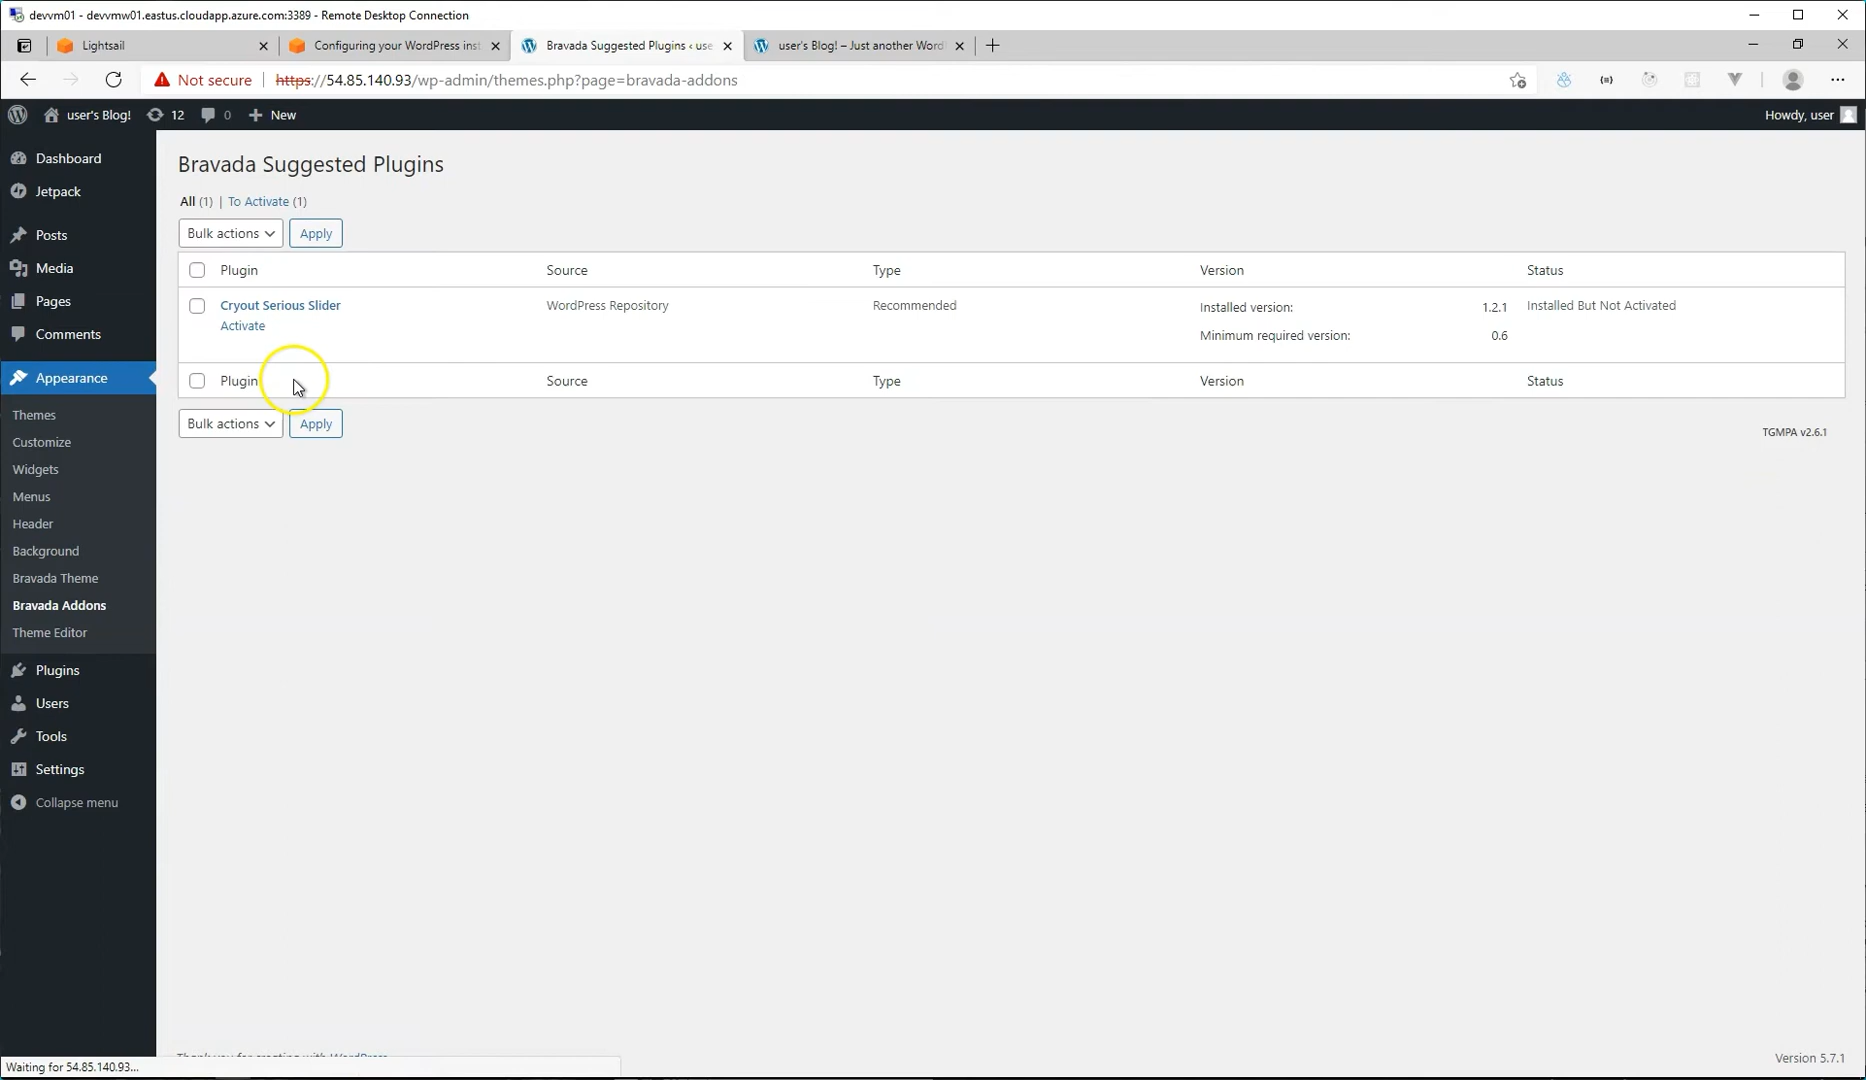 devvm01 - devvmw01.eastus.cloudapp.azure.com:3389 - Remote Desktop Connection
Lightsail
Configuring your WordPress inst
Bravada Suggested Plugins ‹ use
user's Blog! – Just another Word
Not secure
https://54.85.140.93/wp-admin/themes.php?page=bravada-addons
user's Blog! 12 0 New
Howdy, user
Dashboard
Jetpack
Posts
Media
Pages
Comments
Appearance
Themes
Customize
Widgets
Menus
Header
Background
Bravada Theme
Bravada Addons
Theme Editor
Plugins
Users
Tools
Settings
Collapse menu
Bravada Suggested Plugins
All (1) | To Activate (1)
Bulk actions Apply
Plugin Source Type Version Status
Cryout Serious Slider WordPress Repository Recommended Installed version: 1.2.1 Installed But Not Activated
Activate
Minimum required version: 0.6
Plugin Source Type Version Status
Bulk actions Apply
TGMPA v2.6.1
Thank you for creating with WordPress
Version 5.7.1
Waiting for 54.85.140.93...